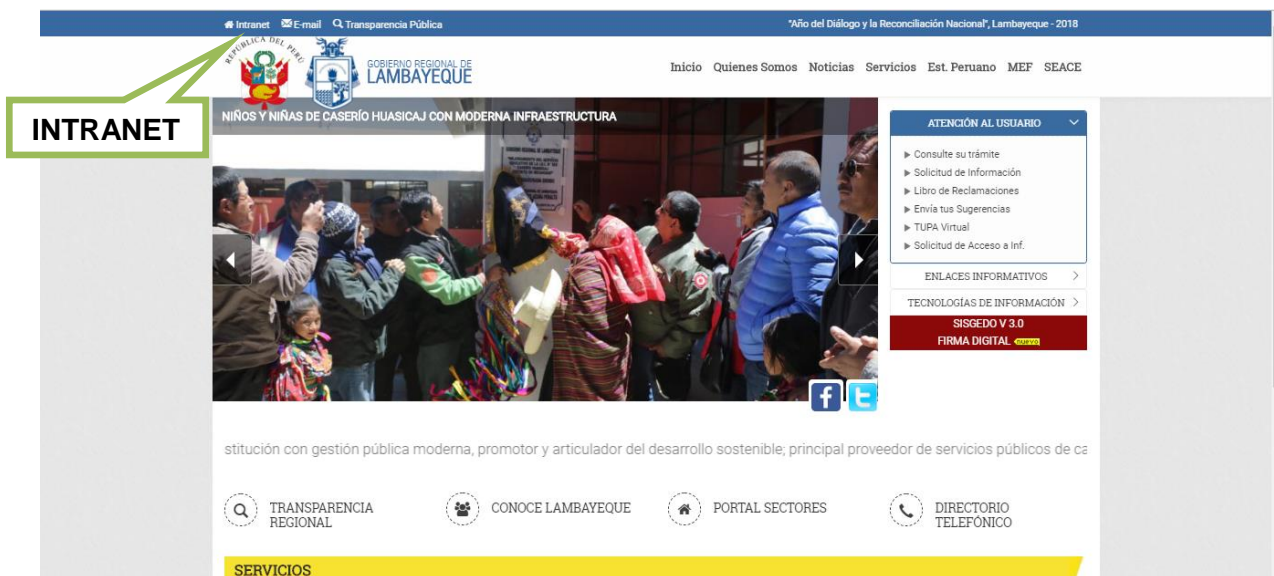 Intranet E-mail Transparencia Pública
"Año del Diálogo y la Reconciliación Nacional", Lambayeque - 2018
REPÚBLICA DEL PERÚ
GOBIERNO REGIONAL DE
LAMBAYEQUE
Inicio Quienes Somos Noticias Servicios Est. Peruano MEF SEACE
INTRANET
NIÑOS Y NIÑAS DE CASERÍO HUASICAJ CON MODERNA INFRAESTRUCTURA
ATENCIÓN AL USUARIO
Consulte su trámite
Solicitud de Información
Libro de Reclamaciones
Envía tus Sugerencias
TUPA Virtual
Solicitud de Acceso a Inf.
ENLACES INFORMATIVOS
TECNOLOGÍAS DE INFORMACIÓN
SISGEDO V 3.0
FIRMA DIGITAL nuevo
stitución con gestión pública moderna, promotor y articulador del desarrollo sostenible; principal proveedor de servicios públicos de ca
TRANSPARENCIA
REGIONAL
CONOCE LAMBAYEQUE
PORTAL SECTORES
DIRECTORIO
TELEFÓNICO
SERVICIOS